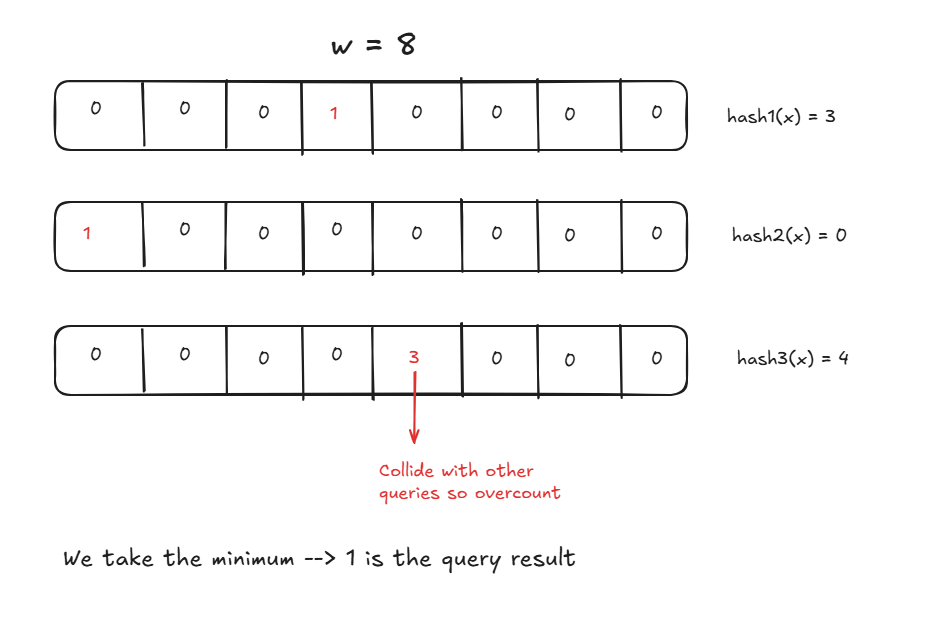 w = 8
0 0 0 1 0 0 0 0 hash1(x) = 3
1 0 0 0 0 0 0 0 hash2(x) = 0
0 0 0 0 3 0 0 0 hash3(x) = 4
Collide with other
queries so overcount
We take the minimum --> 1 is the query result